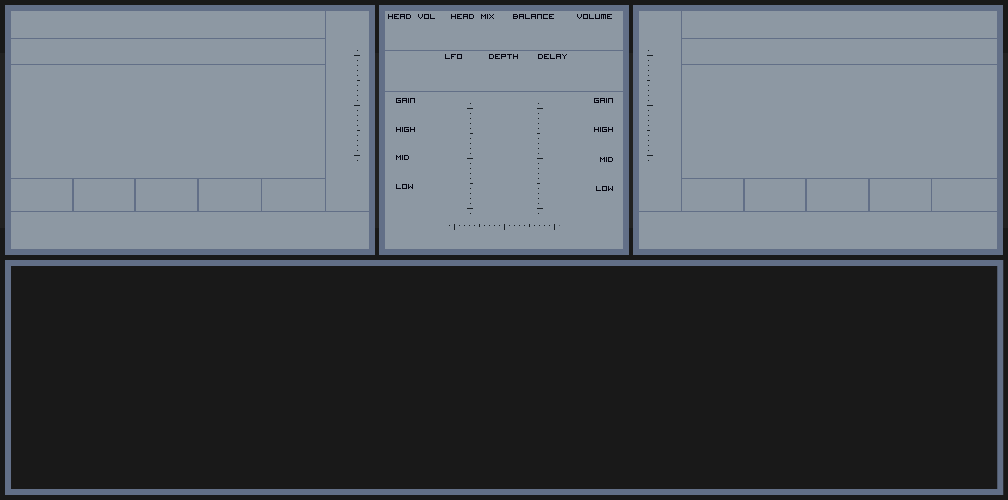 HEAD VOL HEAD MIX BALANCE VOLUME
LFO DEPTH DELAY
GAIN GAIN
HIGH HIGH
MID MID
LOW LOW